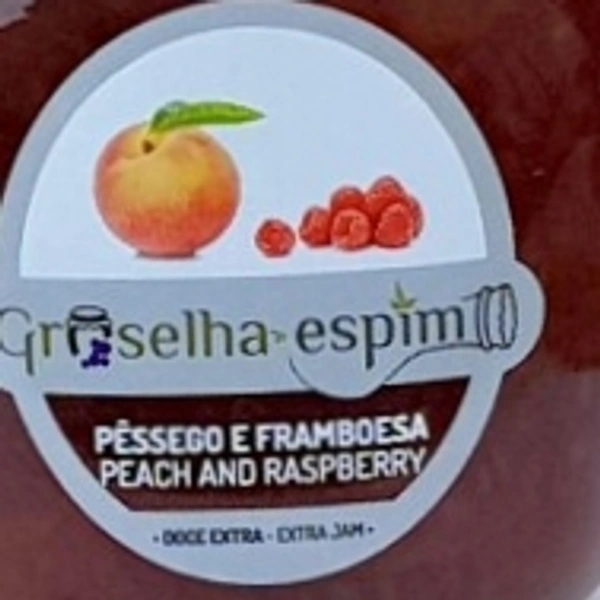 Groselha-espim
PÊSSEGO E FRAMBOESA
PEACH AND RASPBERRY
• DOCE EXTRA - EXTRA JAM •